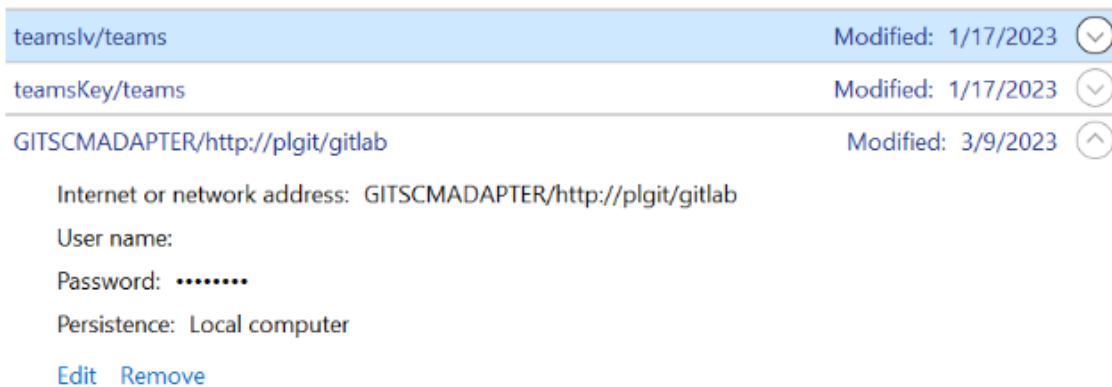 teamsIv/teams Modified: 1/17/2023
teamsKey/teams Modified: 1/17/2023
GITSCMADAPTER/http://plgit/gitlab Modified: 3/9/2023
Internet or network address: GITSCMADAPTER/http://plgit/gitlab
User name:
Password: ••••••••
Persistence: Local computer
Edit Remove